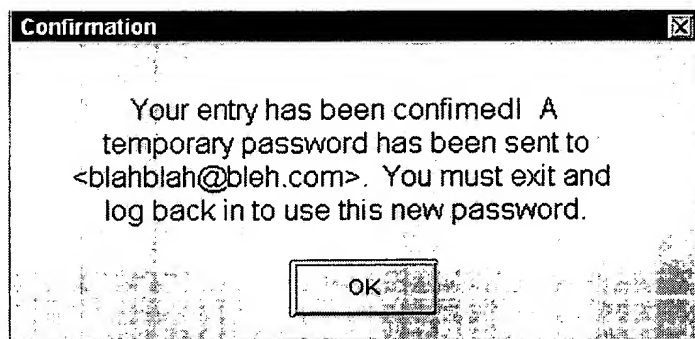 Confirmation
Your entry has been confimed! A
temporary password has been sent to
<blahblah@bleh.com>. You must exit and
log back in to use this new password.
OK